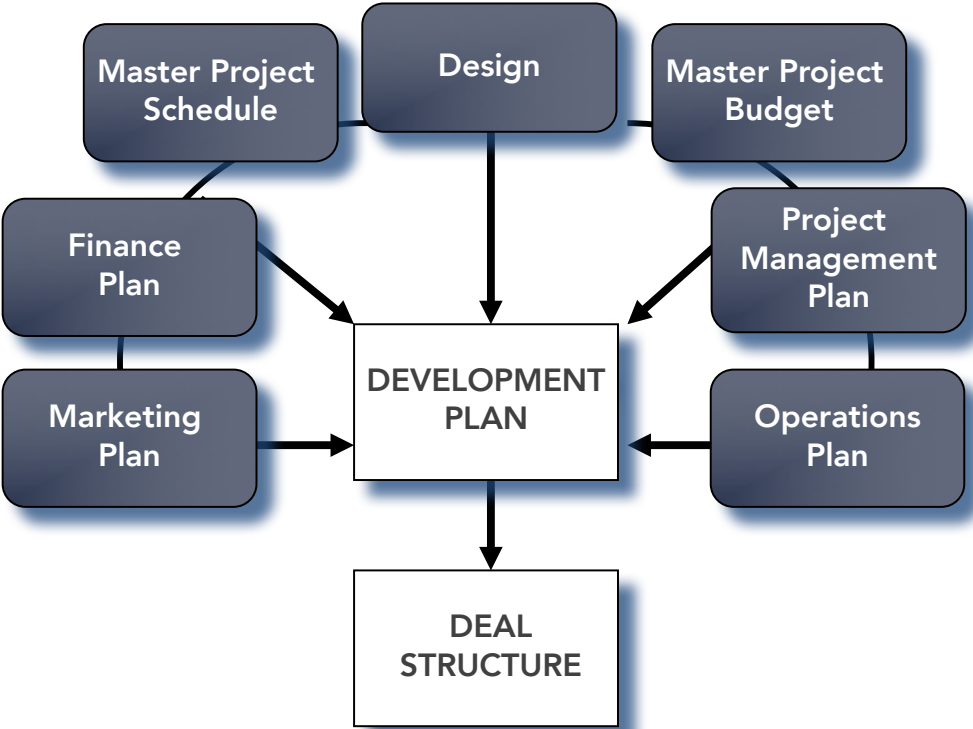 Master Project
Schedule
Design
Master Project
Budget
Finance
Plan
Project
Management
Plan
DEVELOPMENT
PLAN
Marketing
Plan
Operations
Plan
DEAL
STRUCTURE